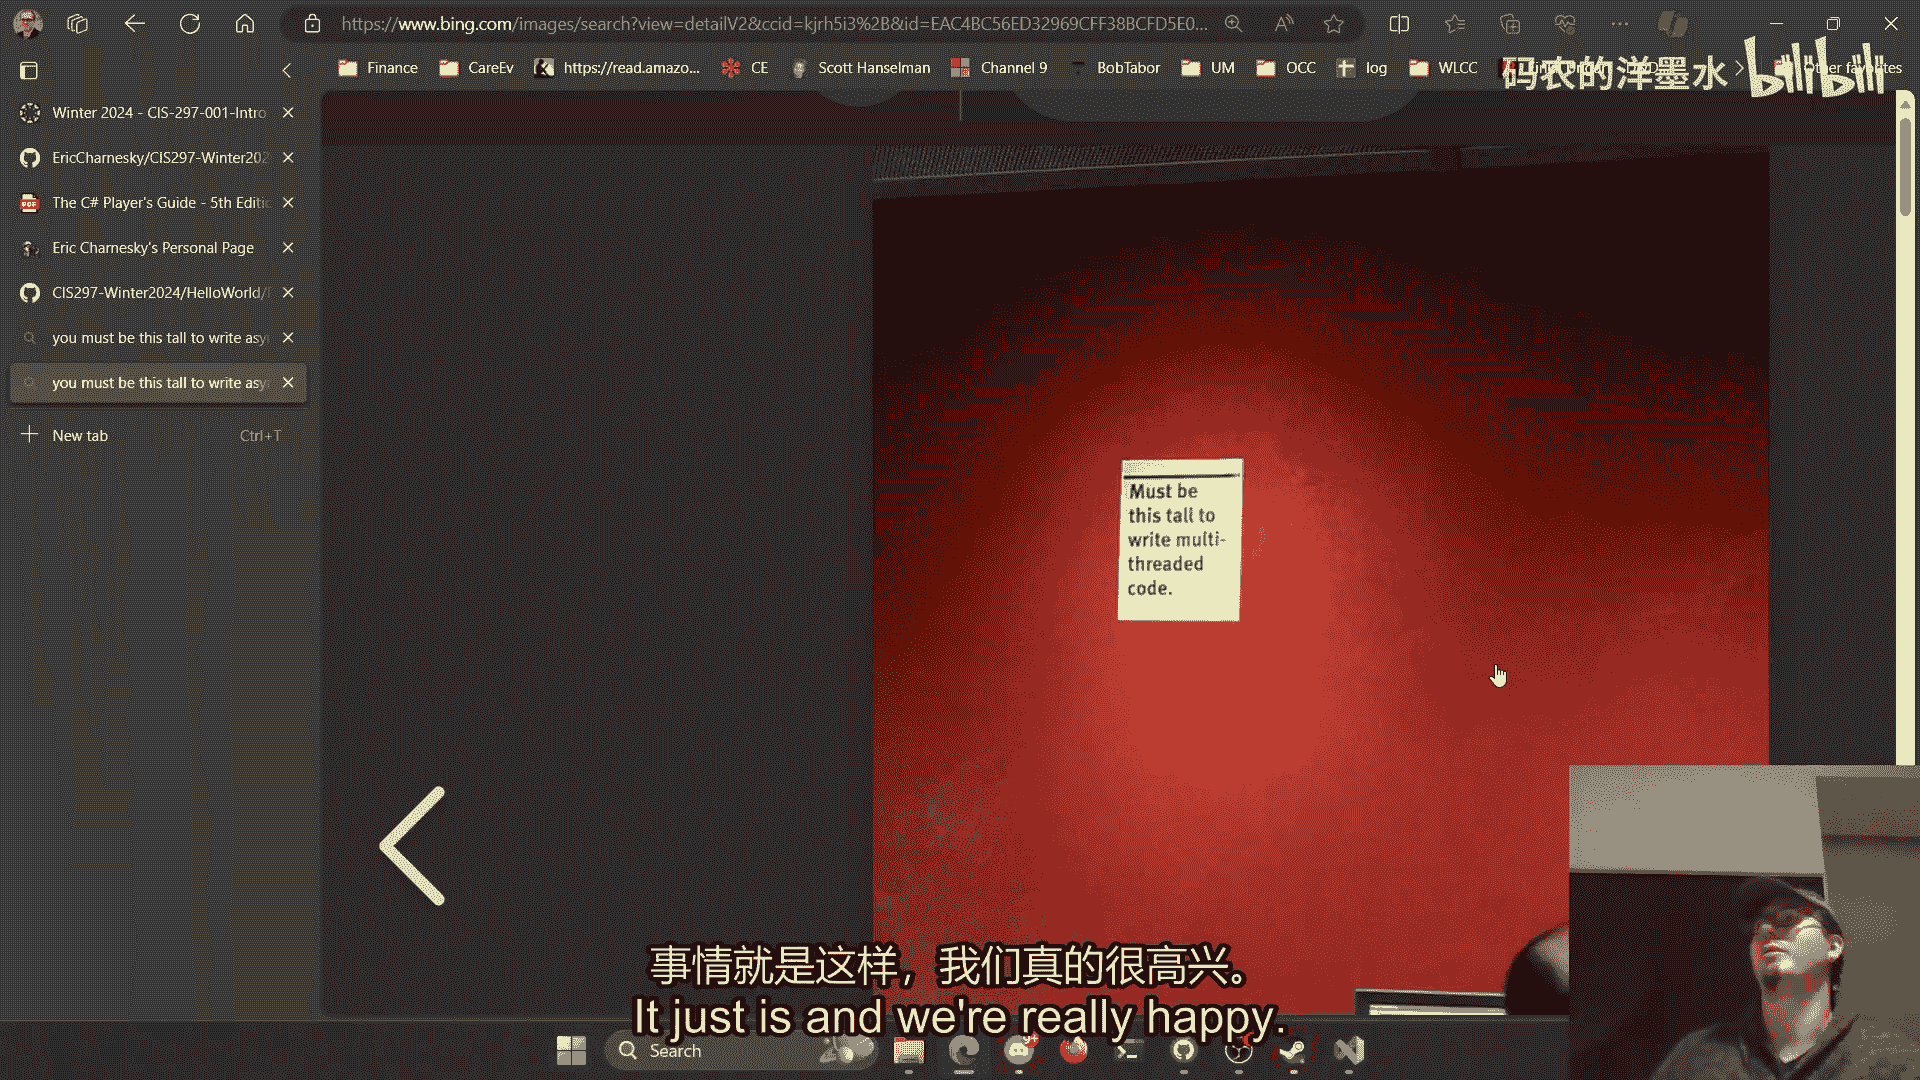 https://www.bing.com/images/search?view=detailV2&ccid=kjrh5i3%2B&id=EAC4BC56ED32969CFF38BCFD5E0...
Finance
CareEv
https://read.amazo...
CE
Scott Hanselman
Channel 9
BobTabor
UM
OCC
log
WLCC
Other favorites
码农的洋墨水
bilibili
Winter 2024 - CIS-297-001-Intro
EricCharnesky/CIS297-Winter202
The C# Player's Guide - 5th Editic
Eric Charnesky's Personal Page
CIS297-Winter2024/HelloWorld/
you must be this tall to write asy
you must be this tall to write asy
New tab
Ctrl+T
Must be
this tall to
write multi-
threaded
code.
事情就是这样，我们真的很高兴。
It just is and we're really happy.
Search
9+